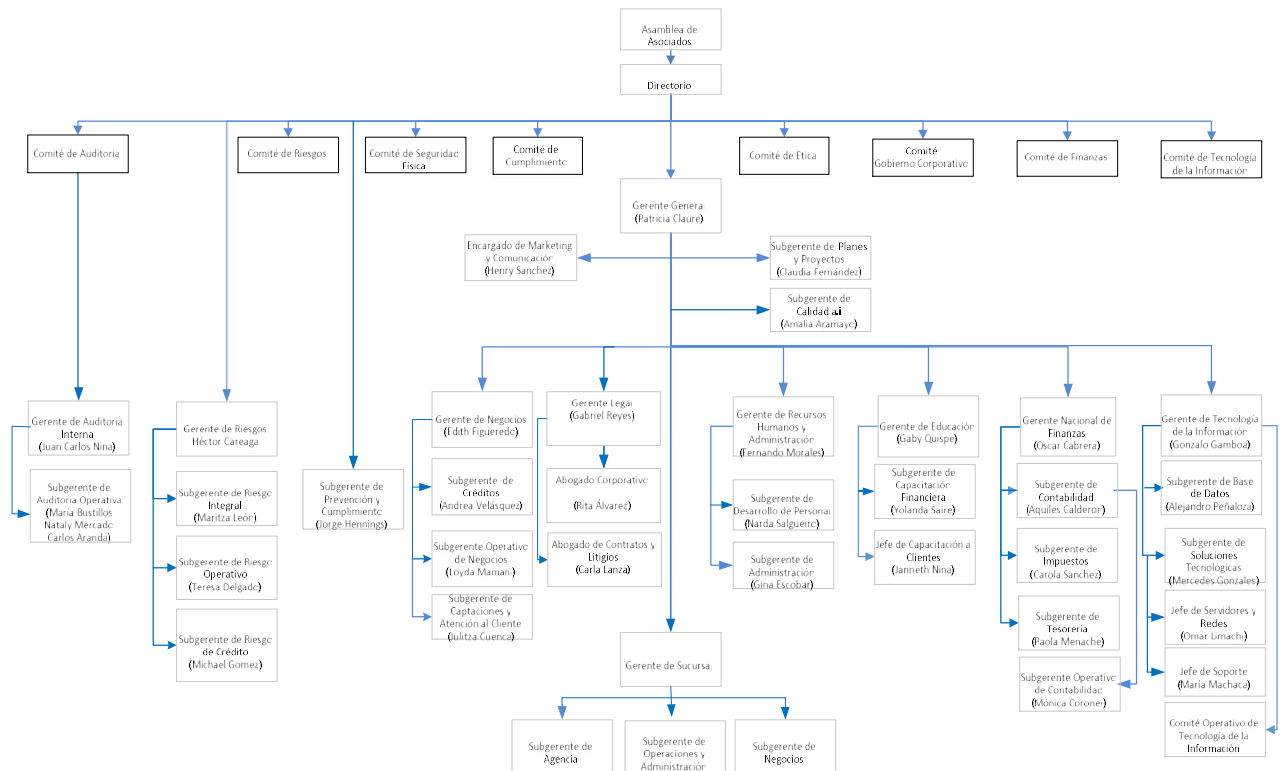 Asamblea de
Asociados
Directorio
Comité de Auditoria
Comité de Riesgos
Comité de Seguridad
Física
Comité de
Cumplimiento
Comité de Etica
Comité
Gobierno Corporativo
Comité de Finanzas
Comité de Tecnología
de la Información
Gerente General
(Patricia Claure)
Encargado de Marketing
y Comunicación
(Henry Sanchez)
Subgerente de Planes
y Proyectos
(Claudia Fernández)
Subgerente de
Calidad a.i
(Amalia Aramayo)
Gerente de Auditoria
Interna
(Juan Carlos Nina)
Subgerente de
Auditoria Operativa
(María Bustillos
Nataly Mercado
Carlos Aranda)
Gerente de Riesgos
Héctor Careaga
Subgerente de Riesgo
Integral
(Maritza León)
Subgerente de Riesgo
Operativo
(Teresa Delgado)
Subgerente de Riesgo
de Crédito
(Michael Gomez)
Subgerente de
Prevención y
Cumplimiento
(Jorge Hennings)
Gerente de Negocios
(Edith Figueredo)
Subgerente de
Créditos
(Andrea Velásquez)
Subgerente Operativo
de Negocios
(Loyda Mamani)
Subgerente de
Captaciones y
Atención al Cliente
(Julitza Cuenca)
Gerente Legal
(Gabriel Reyes)
Abogado Corporativo
(Rita Álvarez)
Abogado de Contratos y
Litigios
(Carla Lanza)
Gerente de Recursos
Humanos y
Administración
(Fernando Morales)
Subgerente de
Desarrollo de Personal
(Narda Salgueiro)
Subgerente de
Administración
(Gina Escobar)
Gerente de Educación
(Gaby Quispe)
Subgerente de
Capacitación
Financiera
(Yolanda Saire)
Jefe de Capacitación a
Clientes
(Janneth Nina)
Gerente Nacional de
Finanzas
(Oscar Cabrera)
Subgerente de
Contabilidad
(Aquiles Calderon)
Subgerente de
Impuestos
(Carola Sanchez)
Subgerente de
Tesorería
(Paola Menache)
Subgerente Operativo
de Contabilidad
(Mónica Coronel)
Gerente de Tecnología
de la Información
(Gonzalo Gamboa)
Subgerente de Base
de Datos
(Alejandro Peñaloza)
Subgerente de
Soluciones
Tecnológicas
(Mercedes Gonzales)
Jefe de Servidores y
Redes
(Omar Limachi)
Jefe de Soporte
(María Machaca)
Comité Operativo de
Tecnología de la
Información
Gerente de Sucursal
Subgerente de
Agencia
Subgerente de
Operaciones y
Administración
Subgerente de
Negocios